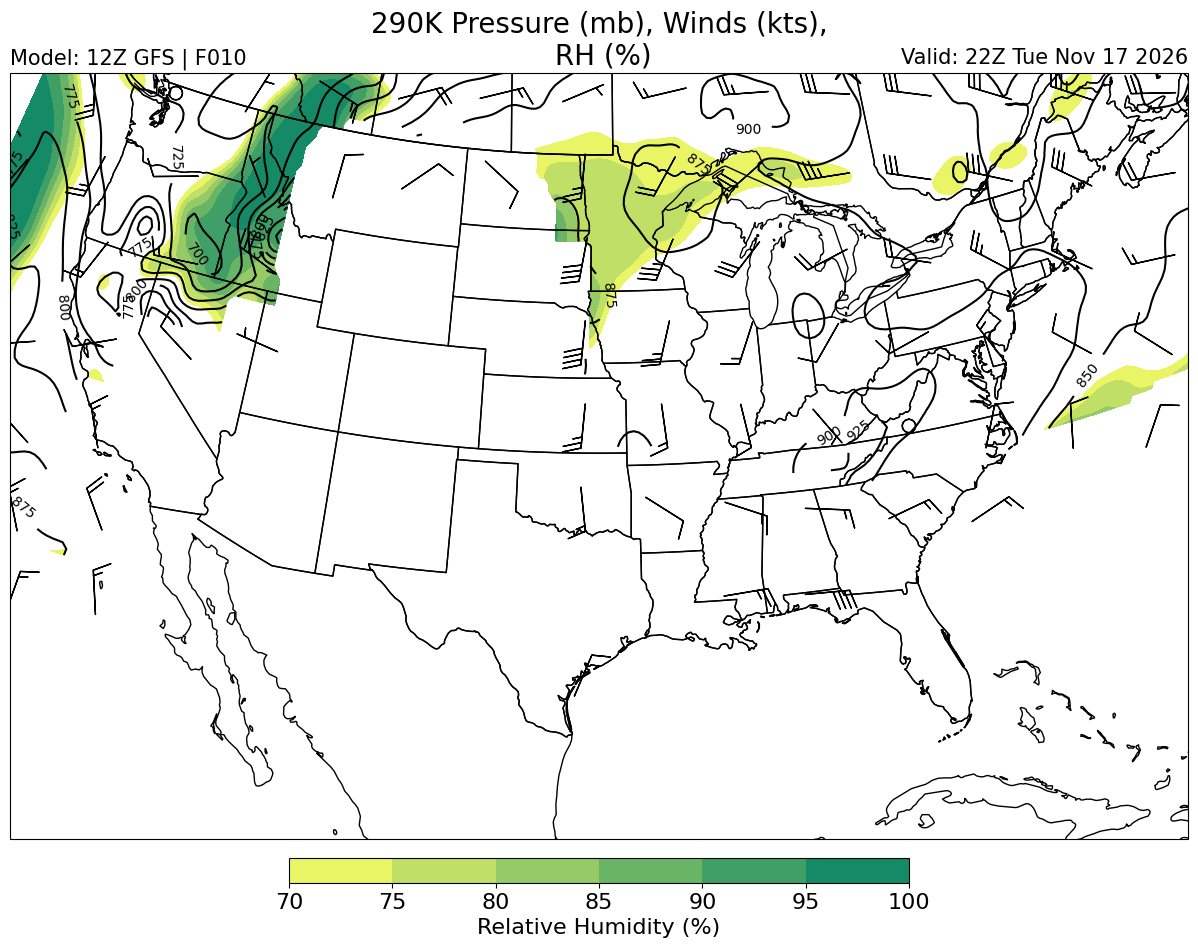 290K Pressure (mb), Winds (kts),
RH (%)
Model: 12Z GFS | F010
Valid: 22Z Tue Nov 17 2026
775
725
900
875
775
700
800
775
800
875
850
900
925
875
70 75 80 85 90 95 100
Relative Humidity (%)